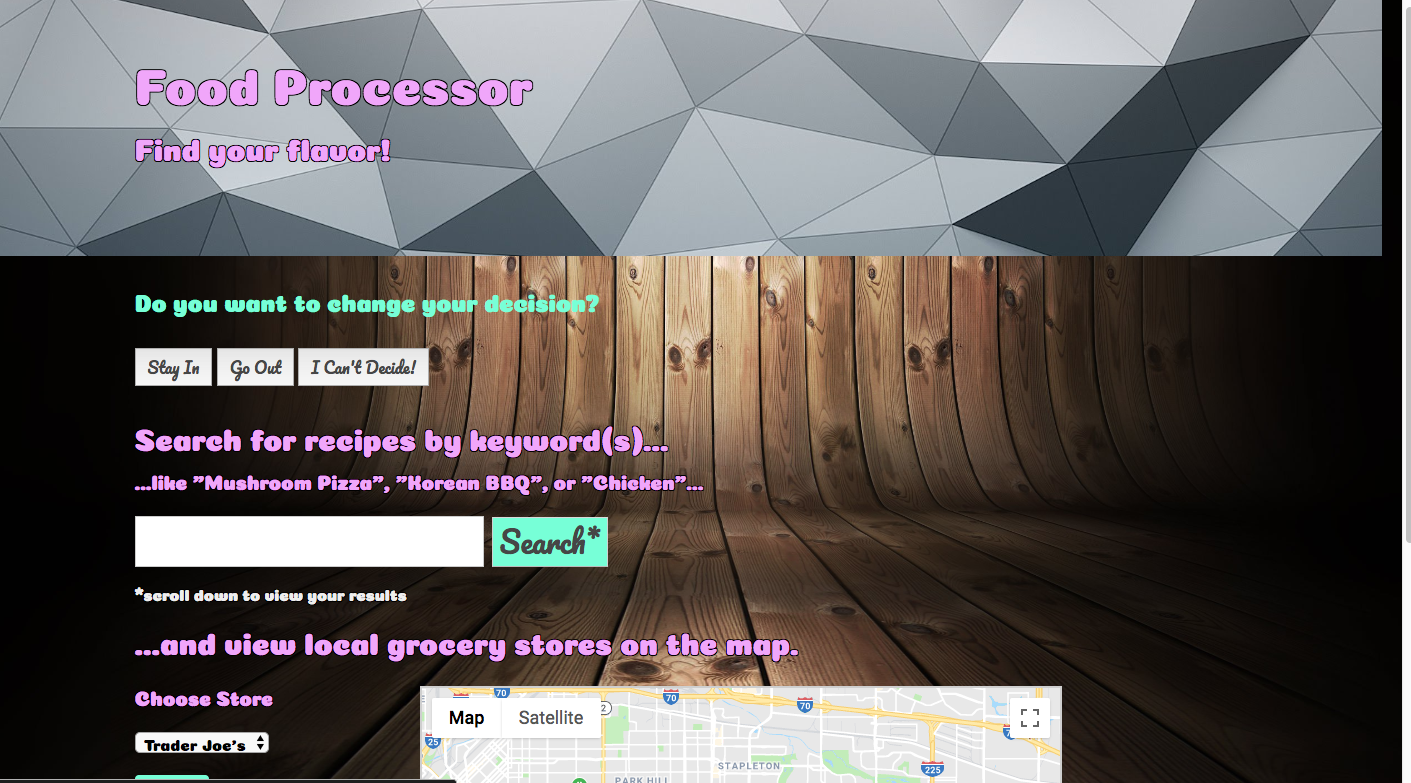 Food Processor
Find your flavor!
Do you want to change your decision?
Stay In
Go Out
I Can't Decide!
Search for recipes by keyword(s)...
...like "Mushroom Pizza", "Korean BBQ", or "Chicken"...
Search*
*scroll down to view your results
...and view local grocery stores on the map.
Choose Store
Trader Joe's
Map
Satellite
70
70
70
2
25
STAPLETON
225
PARK HILL